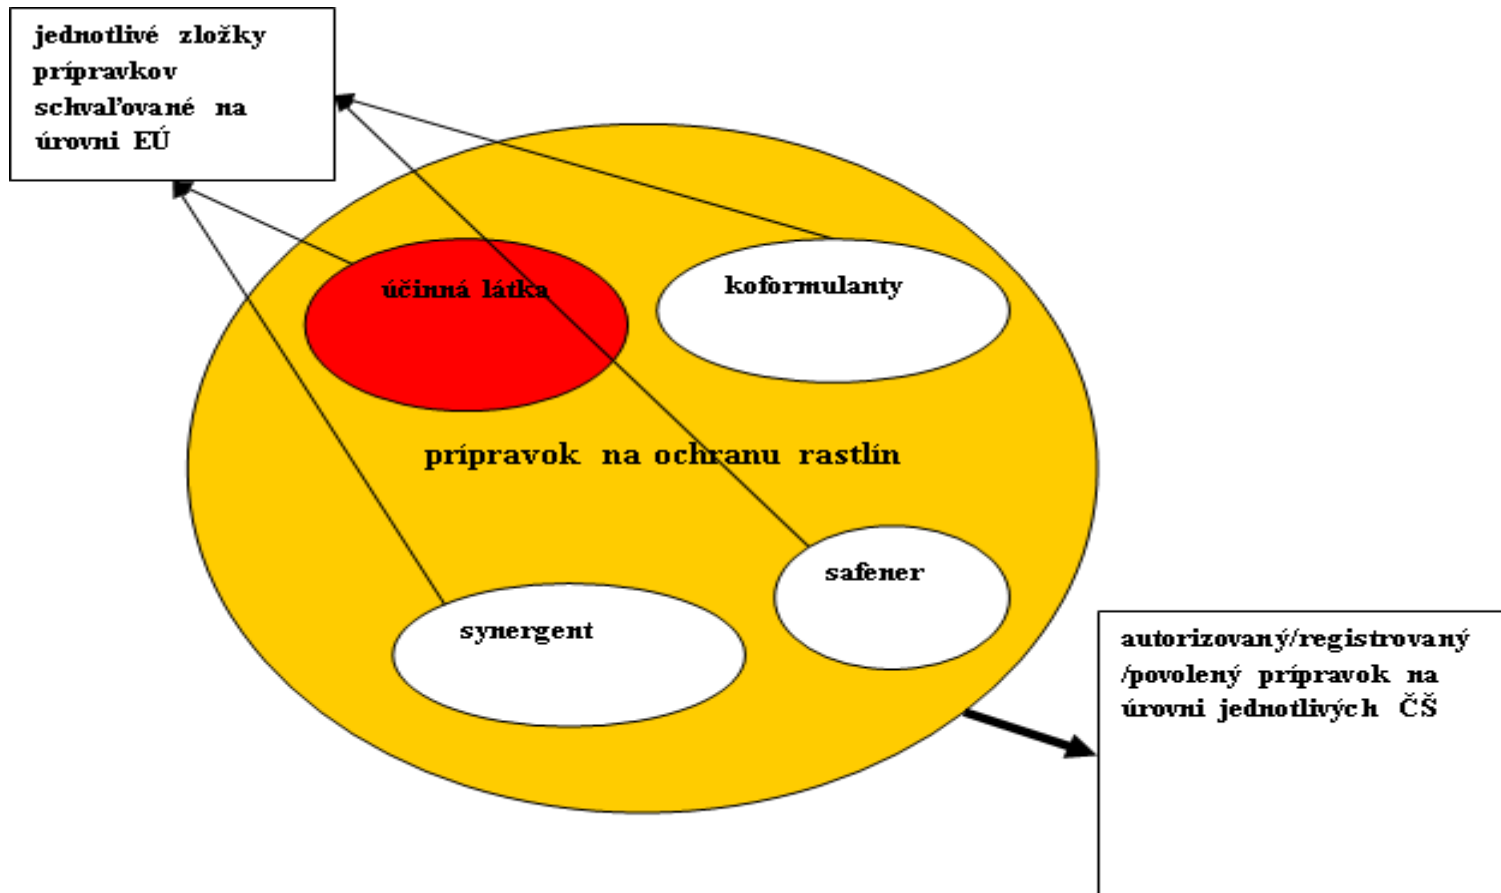 jednotlivé zložky
prípravkov
schvaľované na
úrovni EÚ
účinná látka
koformulanty
prípravok na ochranu rastlín
safener
synergent
autorizovaný/registrovaný
/povolený prípravok na
úrovni jednotlivých ČŠ